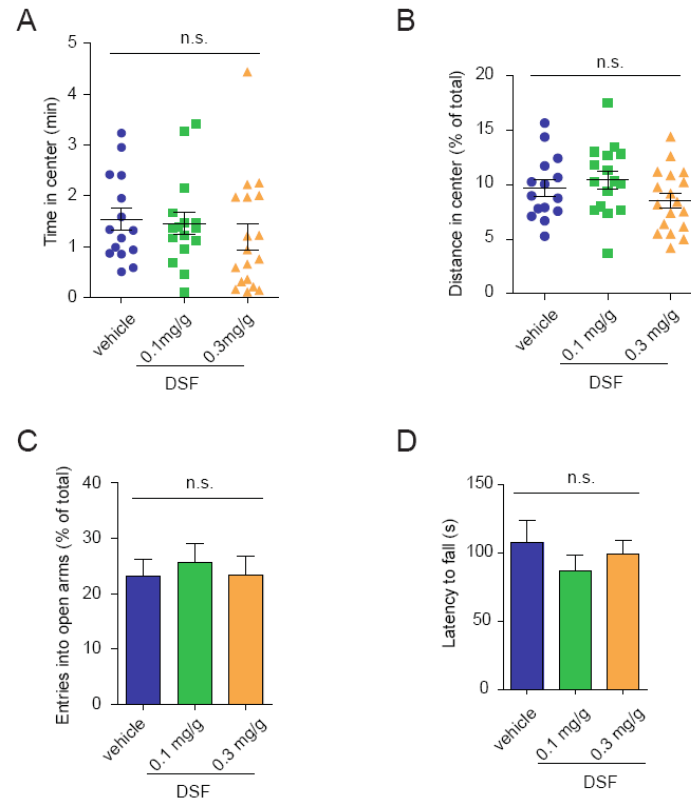 A
n.s.
Time in center (min)
5
4
3
2
1
0
vehicle
0.1mg/g
0.3mg/g
DSF
B
n.s.
Distance in center (% of total)
20
15
10
5
0
vehicle
0.1 mg/g
0.3 mg/g
DSF
C
n.s.
Entries into open arms (% of total)
40
30
20
10
0
vehicle
0.1 mg/g
0.3 mg/g
DSF
D
n.s.
Latency to fall (s)
150
100
50
0
vehicle
0.1 mg/g
0.3 mg/g
DSF